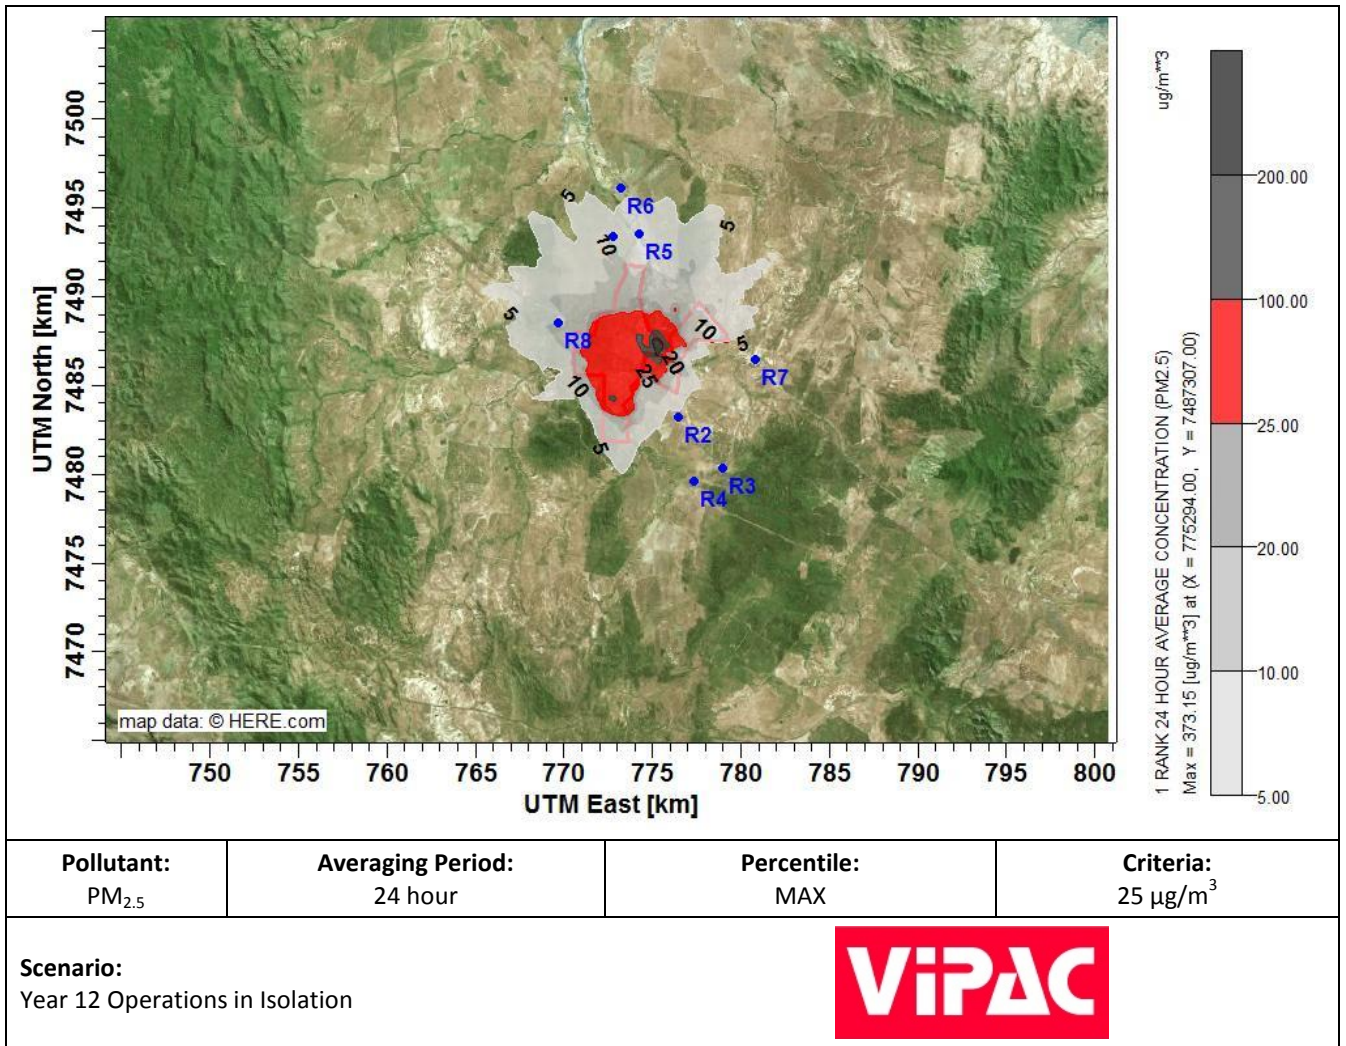 7500
7495
7490
7485
7480
7475
7470
UTM North [km]
5
R6
5
10
R5
5
R8
10
5
R7
20
25
10
R2
5
R3
R4
map data: © HERE.com
750 755 760 765 770 775 780 785 790 795 800
UTM East [km]
1 RANK 24 HOUR AVERAGE CONCENTRATION (PM2.5) ug/m**3
Max = 373.15 [ug/m**3] at (X = 775294.00, Y = 7487307.00)
200.00
100.00
25.00
20.00
10.00
5.00
Pollutant: Averaging Period: Percentile: Criteria:
PM2.5 24 hour MAX 25 µg/m3
Scenario:
Year 12 Operations in Isolation
ViPAC